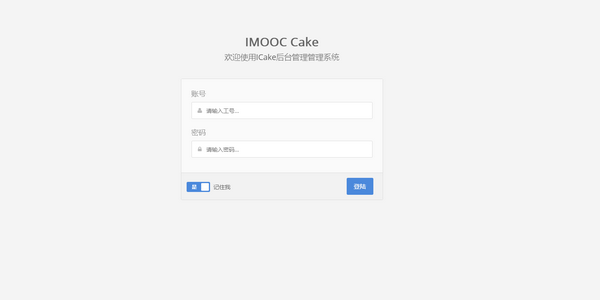 IMOOC Cake
欢迎使用ICake后台管理管理系统
账号
请输入工号...
密码
请输入密码...
是 记住我 登陆